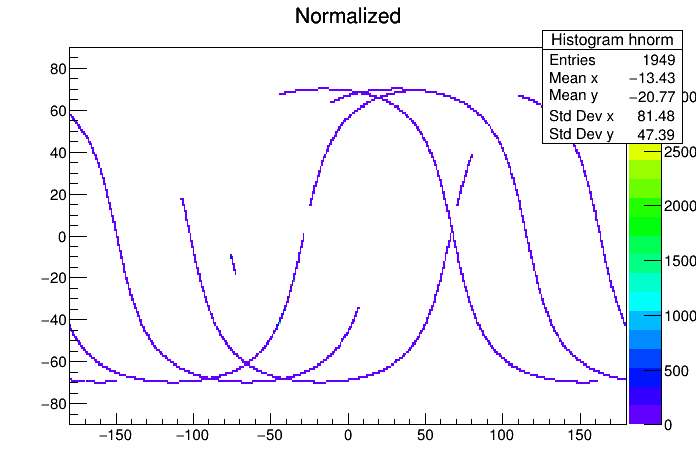 Normalized
Histogram hnorm
Entries 1949
Mean x −13.43
Mean y −20.77
Std Dev x 81.48
Std Dev y 47.39
80
60
40
20
0
−20
−40
−60
−80
−150 −100 −50 0 50 100 150
2500
2000
1500
1000
500
0